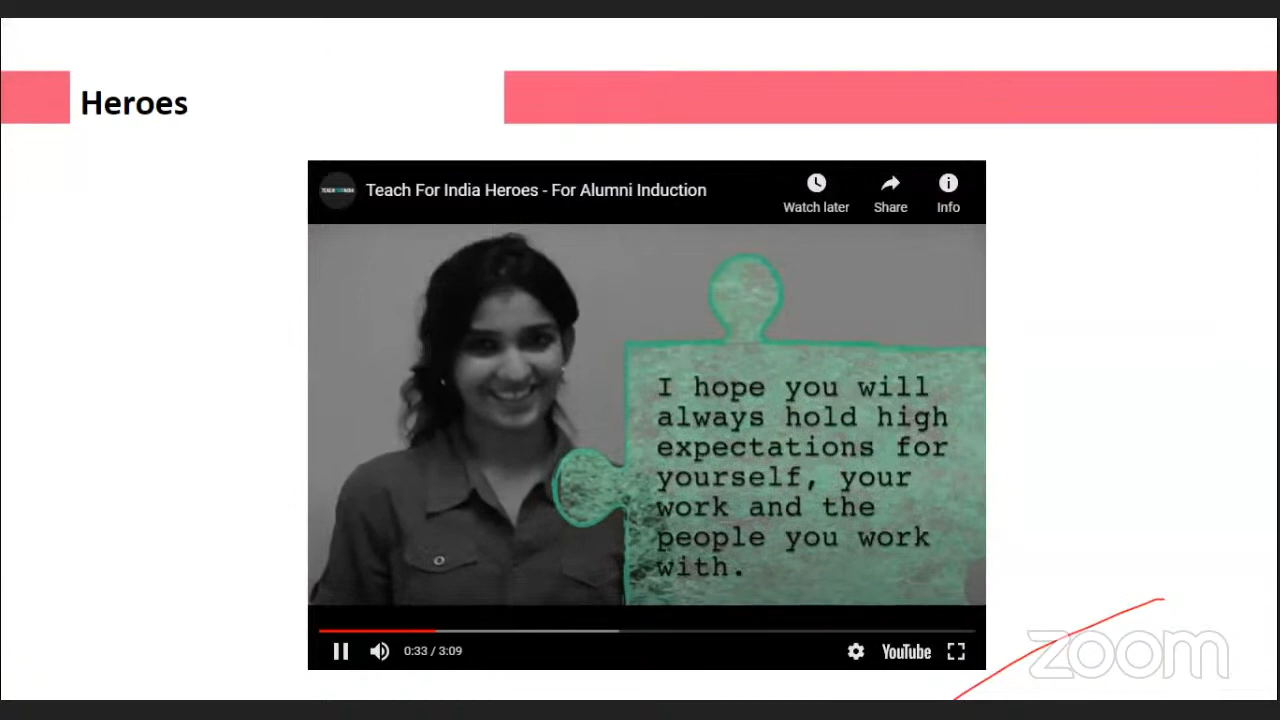 Heroes
TEACHFORINDIA
Teach For India Heroes - For Alumni Induction
Watch later
Share
Info
I hope you will
always hold high
expectations for
yourself, your
work and the
people you work
with.
0:33 / 3:09
YouTube
zoom